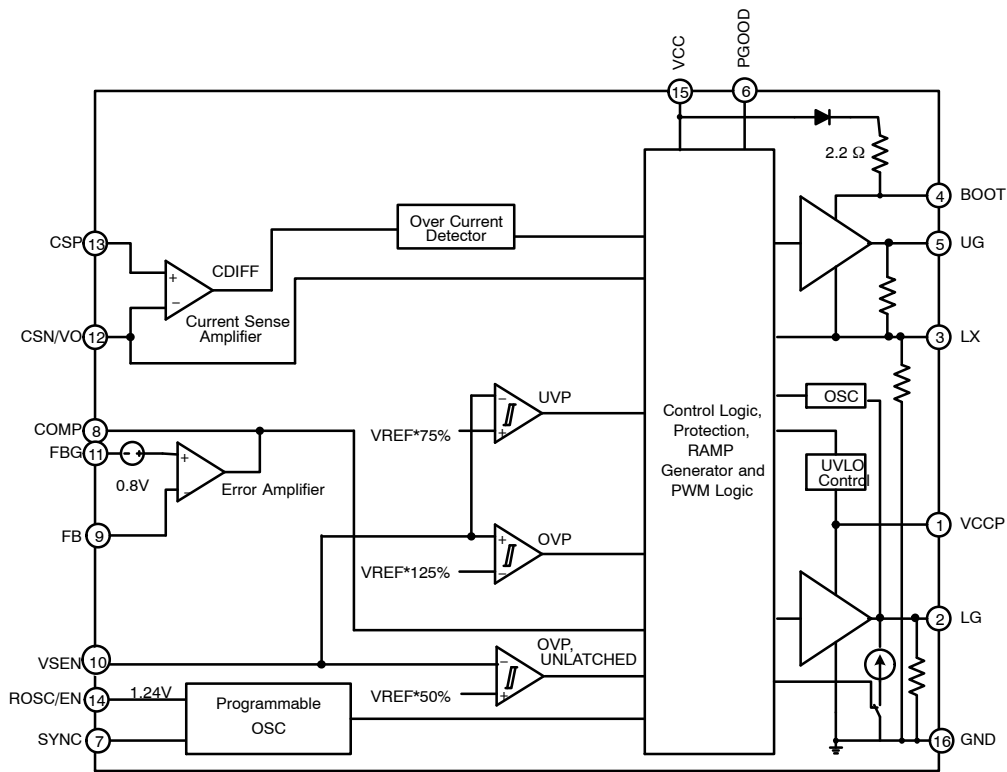 VCC
PGOOD
15
6
2.2 Ω
4
BOOT
Over Current
Detector
CSP
13
5
UG
+
CDIFF
−
Current Sense
Amplifier
CSN/VO
12
3
LX
OSC
−
UVP
VREF*75%
+
Control Logic,
Protection,
RAMP
Generator and
PWM Logic
COMP
8
FBG
11
− +
+
0.8V
−
Error Amplifier
UVLO
Control
FB
9
1
VCCP
+
OVP
VREF*125%
−
2
LG
OVP,
UNLATCHED
VSEN
10
−
VREF*50%
+
ROSC/EN
14
1.24V
Programmable
OSC
SYNC
7
16
GND